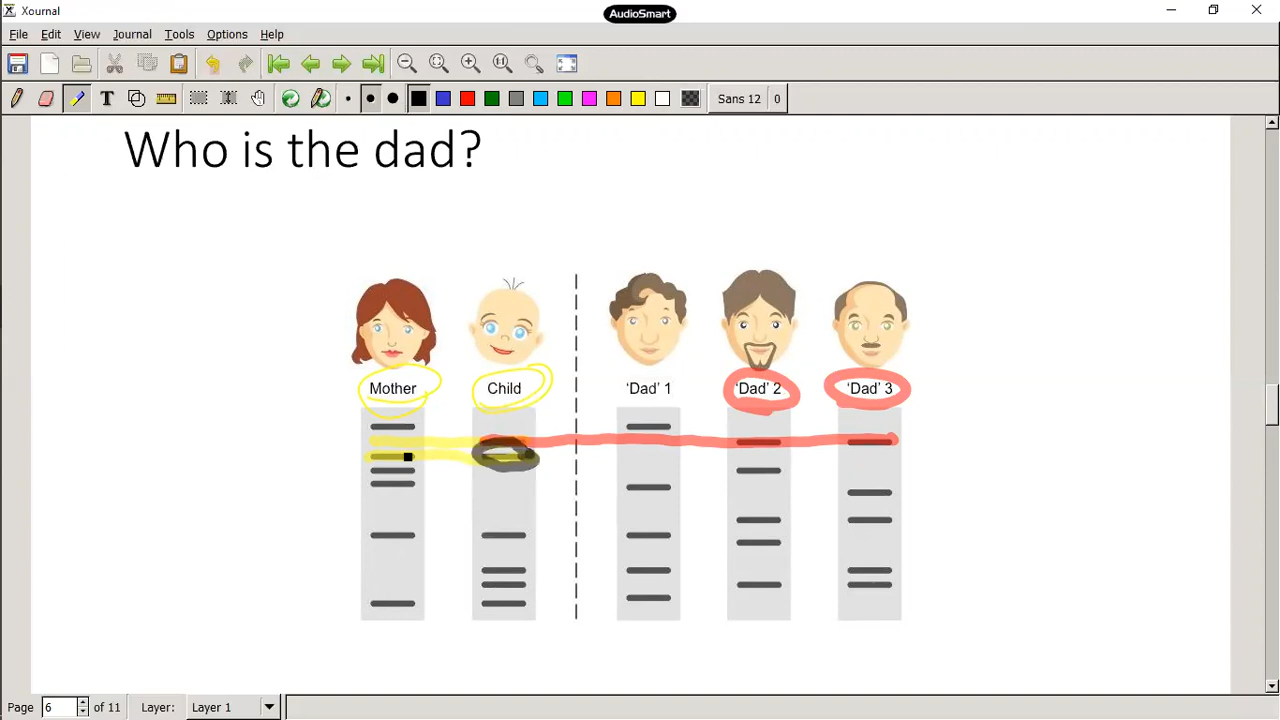 Xournal
AudioSmart
File Edit View Journal Tools Options Help
Sans 12 0
Who is the dad?
Mother Child 'Dad' 1 'Dad' 2 'Dad' 3
Page 6 of 11 Layer: Layer 1